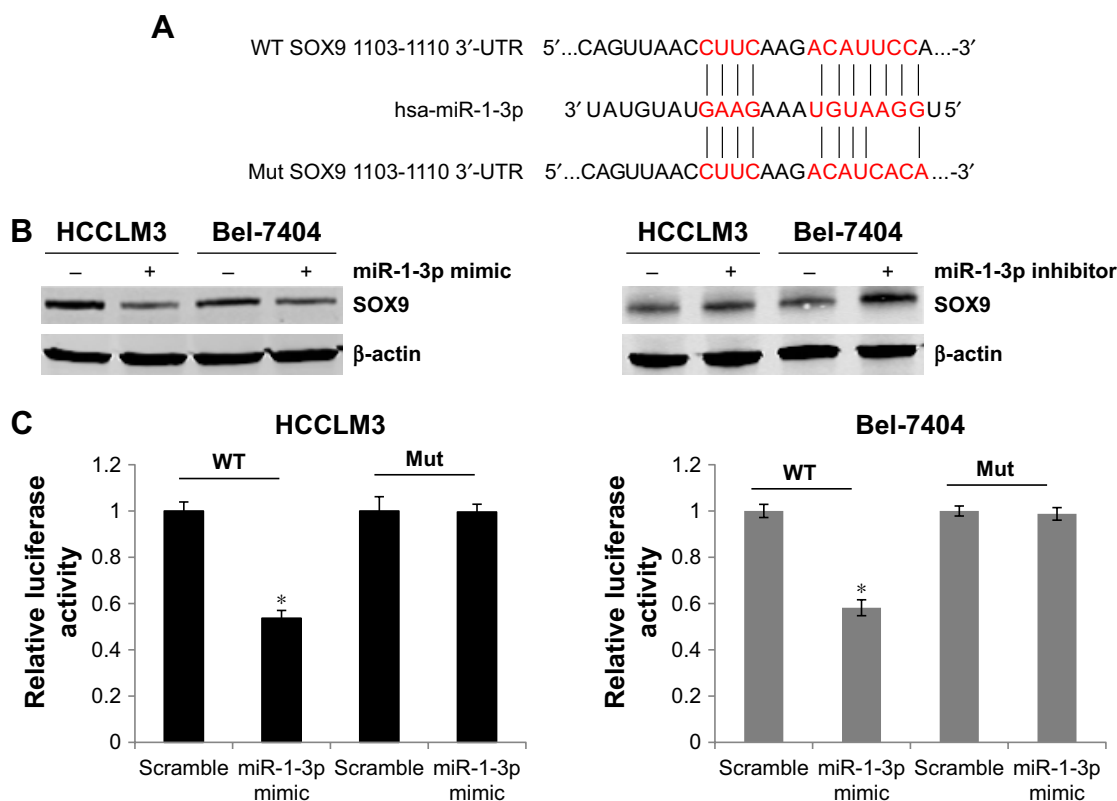 A
WT SOX9 1103-1110 3′-UTR 5′...CAGUUAACCUUCAAGACAUUCCA...-3′
hsa-miR-1-3p 3′ UAUGUAUGAAGAAAUGUAAGGU5′
Mut SOX9 1103-1110 3′-UTR 5′...CAGUUAACCUUCAAGACAUCACA...-3′
B
HCCLM3 Bel-7404
– + – + miR-1-3p mimic
SOX9
β-actin
HCCLM3 Bel-7404
– + – + miR-1-3p inhibitor
SOX9
β-actin
C
HCCLM3
Relative luciferase
activity
1.2
1
0.8
0.6
0.4
0.2
0
WT Mut
*
Scramble miR-1-3p Scramble miR-1-3p
mimic mimic
Bel-7404
Relative luciferase
activity
1.2
1
0.8
0.6
0.4
0.2
0
WT Mut
*
Scramble miR-1-3p Scramble miR-1-3p
mimic mimic